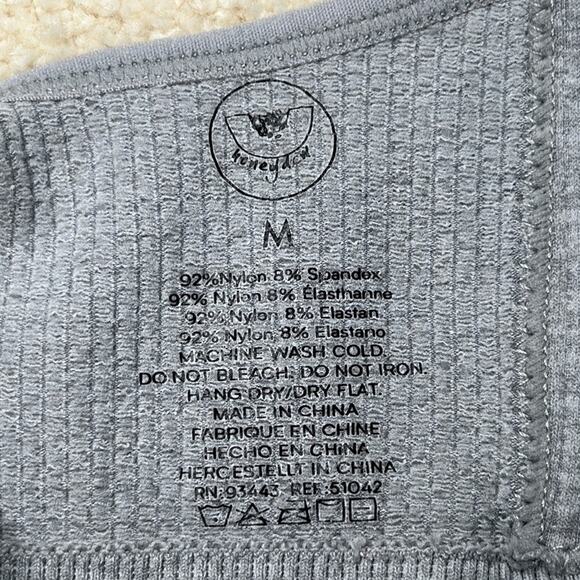 honeydew
M
92%Nylon 8% Spandex
92% Nylon 8% Élasthanne
92% Nylon 8% Elastan
92% Nylon 8% Elastano
MACHINE WASH COLD.
DO NOT BLEACH. DO NOT IRON.
HANG DRY/DRY FLAT.
MADE IN CHINA
FABRIQUE EN CHINE
HECHO EN CHINA
HERGESTELLT IN CHINA
RN:93443 REF:51042